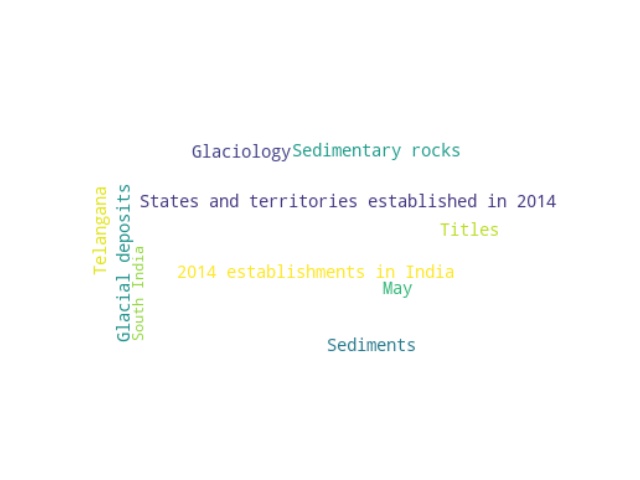 Glaciology
Sedimentary rocks
States and territories established in 2014
Telangana
Glacial deposits
South India
Titles
2014 establishments in India
May
Sediments